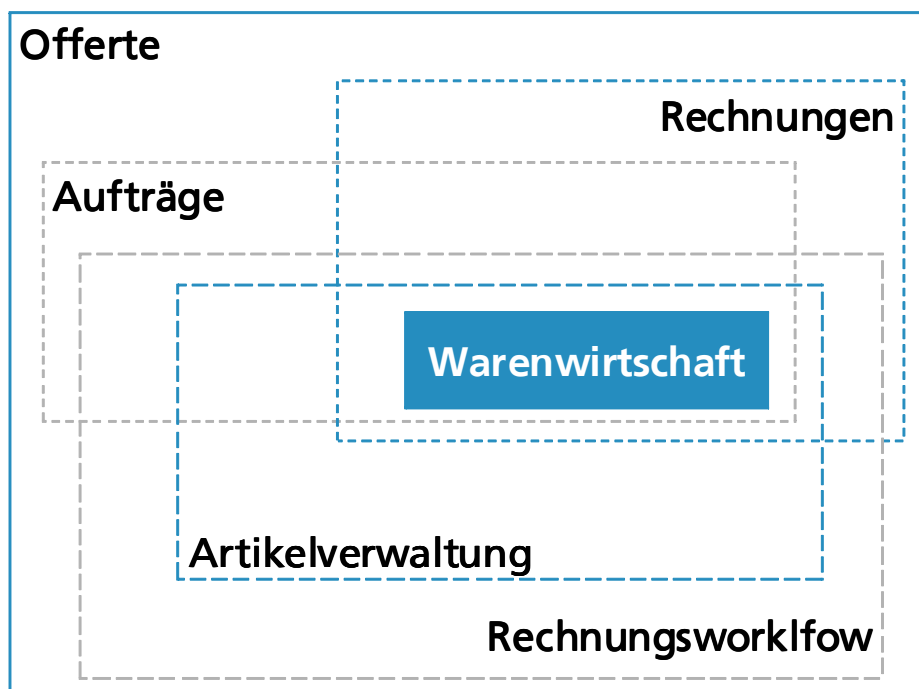 Offerte
Rechnungen
Aufträge
Warenwirtschaft
Artikelverwaltung
Rechnungsworklfow